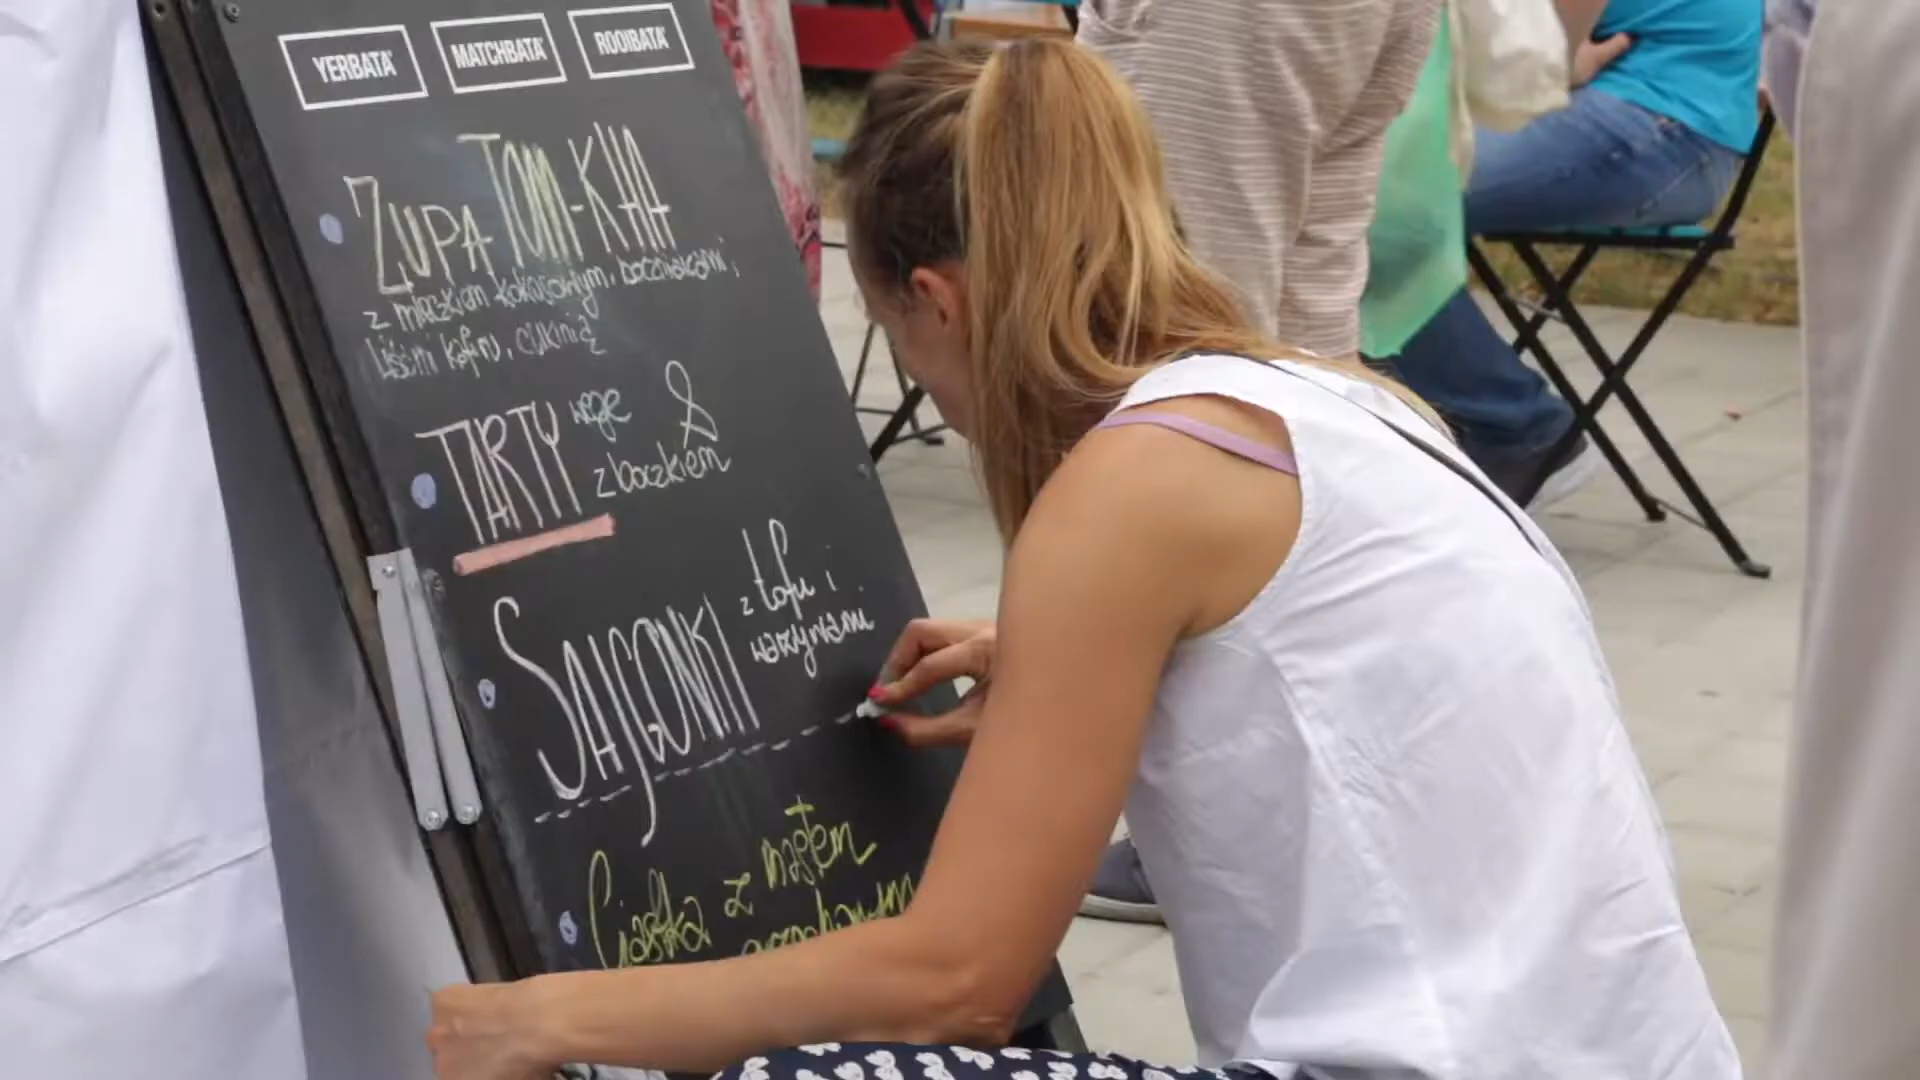 YERBATA MATCHBATA ROOIBATA
ZUPA TOM-KHA
z mleczkiem kokosowym, boczniakami,
liśćmi kafiru, cukinią
TARTY wege &
z boczkiem
SAJGONKI z tofu i
warzywami
Ciastka z masłem
orzechowym